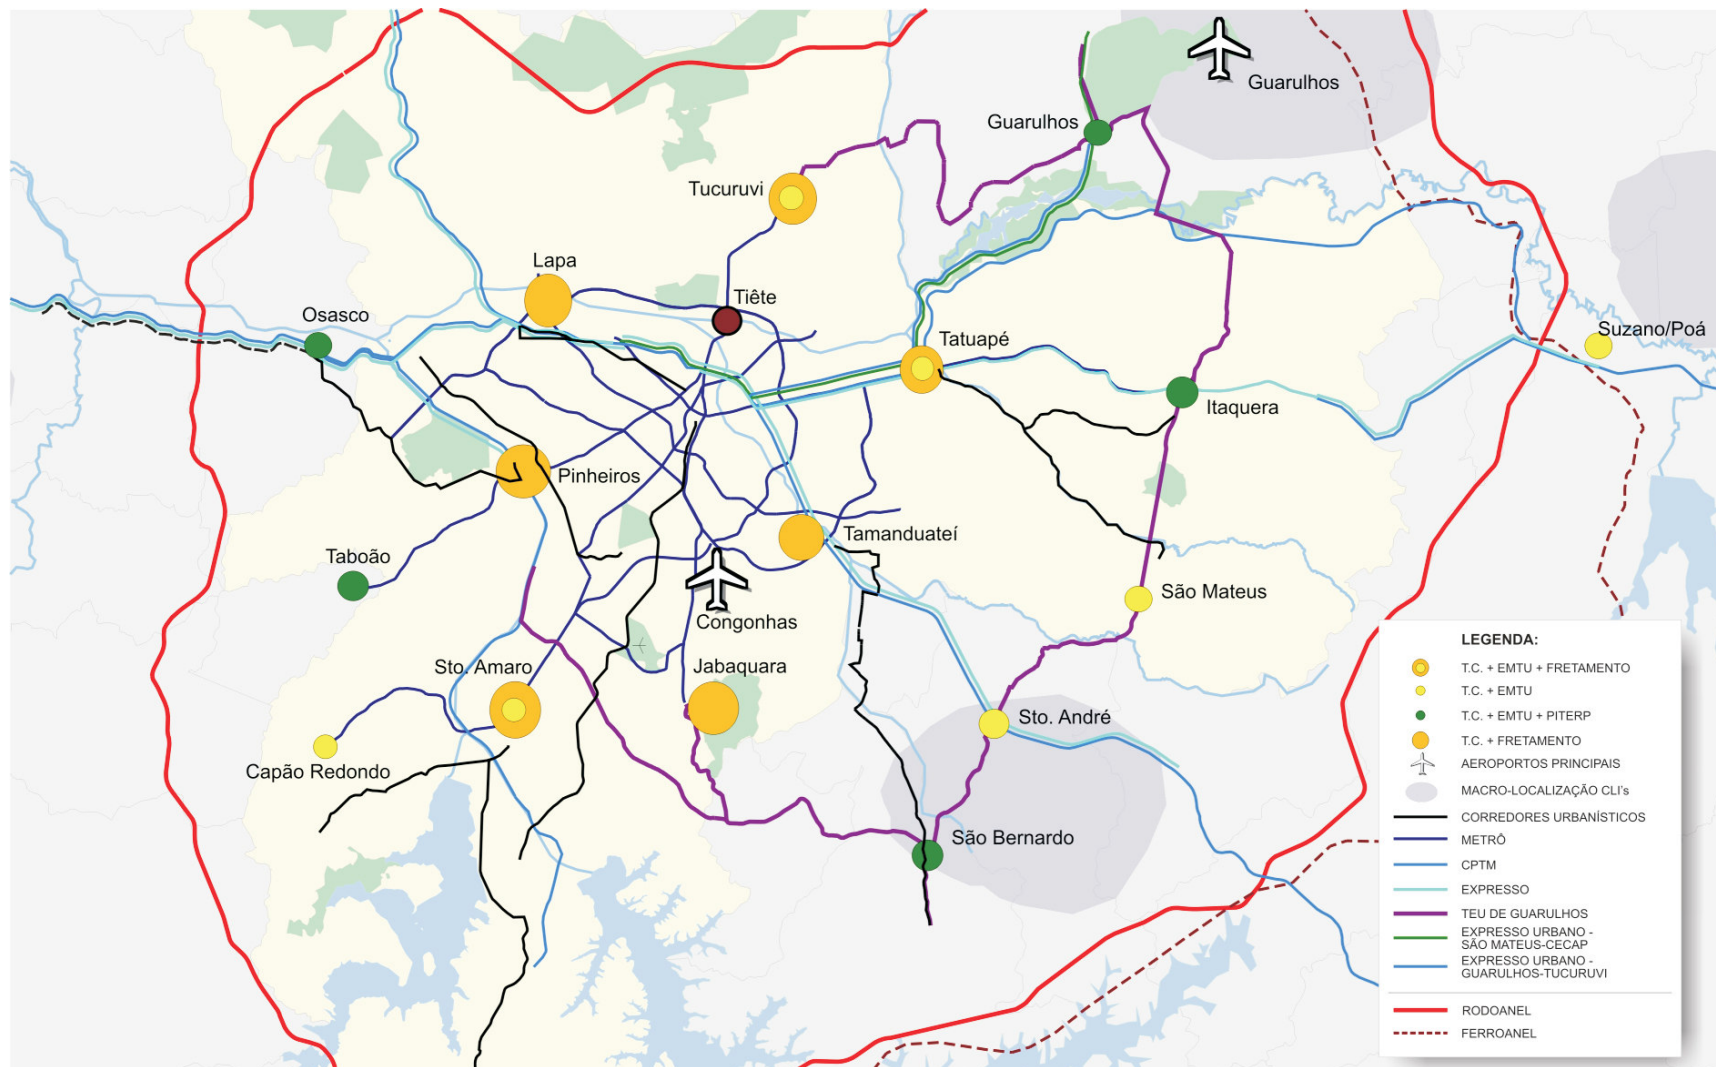 Guarulhos
Guarulhos
Tucuruvi
Lapa
Tiête
Osasco
Suzano/Poá
Tatuapé
Itaquera
Pinheiros
Tamanduateí
Taboão
São Mateus
Congonhas
Sto. Amaro
Jabaquara
Sto. André
Capão Redondo
São Bernardo
LEGENDA:
T.C. + EMTU + FRETAMENTO
T.C. + EMTU
T.C. + EMTU + PITERP
T.C. + FRETAMENTO
AEROPORTOS PRINCIPAIS
MACRO-LOCALIZAÇÃO CLI's
CORREDORES URBANÍSTICOS
METRÔ
CPTM
EXPRESSO
TEU DE GUARULHOS
EXPRESSO URBANO -
SÃO MATEUS-CECAP
EXPRESSO URBANO -
GUARULHOS-TUCURUVI
RODOANEL
FERROANEL